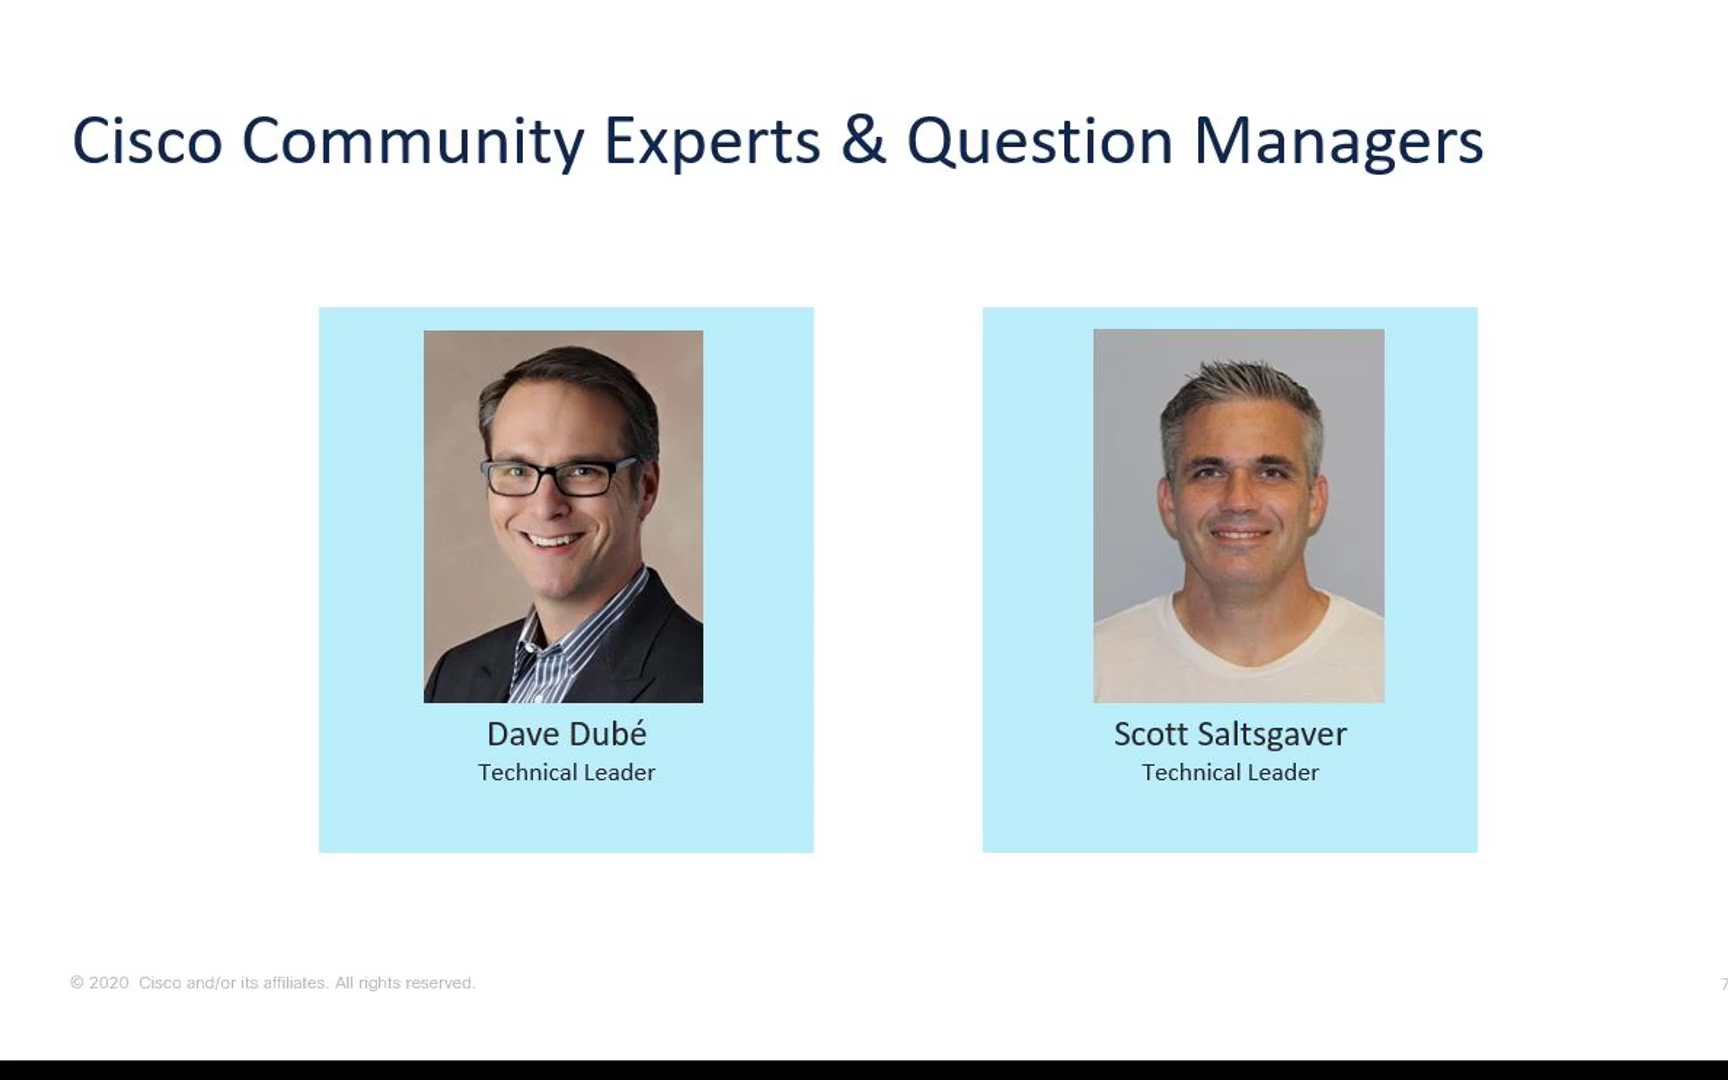 Cisco Community Experts & Question Managers
Dave Dubé
Technical Leader
Scott Saltsgaver
Technical Leader
© 2020 Cisco and/or its affiliates. All rights reserved.
7